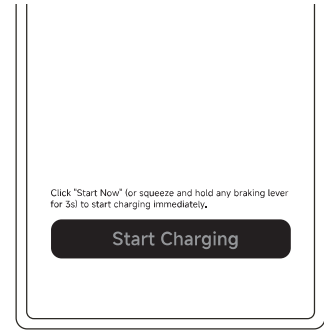 Click "Start Now" (or squeeze and hold any braking lever
for 3s) to start charging immediately.
Start Charging